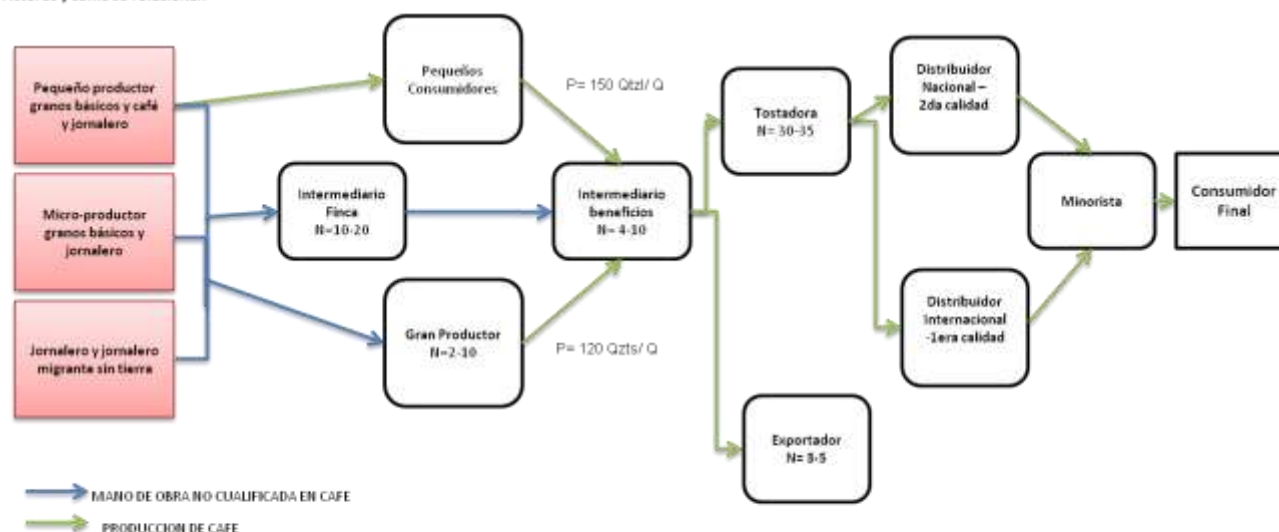 Pequeño productor
granos básicos y café
y jornalero
Micro-productor
granos básicos y
jornalero
Jornalero y jornalero
migrante sin tierra
Pequeños
Consumidores
P= 150 Qtzl/ Q
Intermediario
Finca
N=10-20
Intermediario
beneficios
N= 4-10
Gran Productor
N=2-10
P= 120 Qzts/ Q
Tostadora
N= 30-35
Distribuidor
Nacional –
2da calidad
Distribuidor
Internacional
-1era calidad
Minorista
Consumidor
Final
Exportador
N= 3-5
MANO DE OBRA NO CUALIFICADA EN CAFE
PRODUCCION DE CAFE